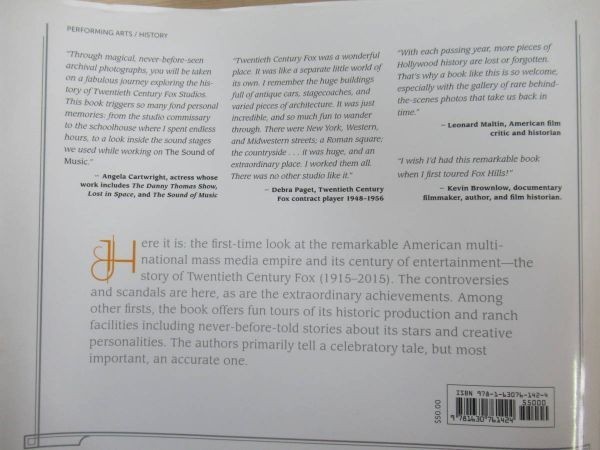 PERFORMING ARTS / HISTORY
"Through magical, never-before-seen
archival photographs, you will be taken
on a fabulous journey exploring the his-
tory of Twentieth Century Fox Studios.
This book triggers so many fond personal
memories: from the studio commissary
to the schoolhouse where I spent endless
hours, to a look inside the sound stages
we used while working on The Sound of
Music."
– Angela Cartwright, actress whose
work includes The Danny Thomas Show,
Lost in Space, and The Sound of Music
"Twentieth Century Fox was a wonderful
place. It was like a separate little world of
its own. I remember the huge buildings
full of antique cars, stagecoaches, and
varied pieces of architecture. It was just
incredible, and so much fun to wander
through. There were New York, Western,
and Midwestern streets; a Roman square;
the countryside . . . it was huge, and an
extraordinary place. I worked them all.
There was no other studio like it."
– Debra Paget, Twentieth Century
Fox contract player 1948–1956
"With each passing year, more pieces of
Hollywood history are lost or forgotten.
That's why a book like this is so welcome,
especially with the gallery of rare behind-
the-scenes photos that take us back in
time."
– Leonard Maltin, American film
critic and historian
"I wish I'd had this remarkable book
when I first toured Fox Hills!"
– Kevin Brownlow, documentary
filmmaker, author, and film historian.
Here it is: the first-time look at the remarkable American multi-
national mass media empire and its century of entertainment—the
story of Twentieth Century Fox (1915–2015). The controversies
and scandals are here, as are the extraordinary achievements. Among
other firsts, the book offers fun tours of its historic production and ranch
facilities including never-before-told stories about its stars and creative
personalities. The authors primarily tell a celebratory tale, but most
important, an accurate one.
$50.00
ISBN 978-1-63076-142-4
55000
9 781630 761424